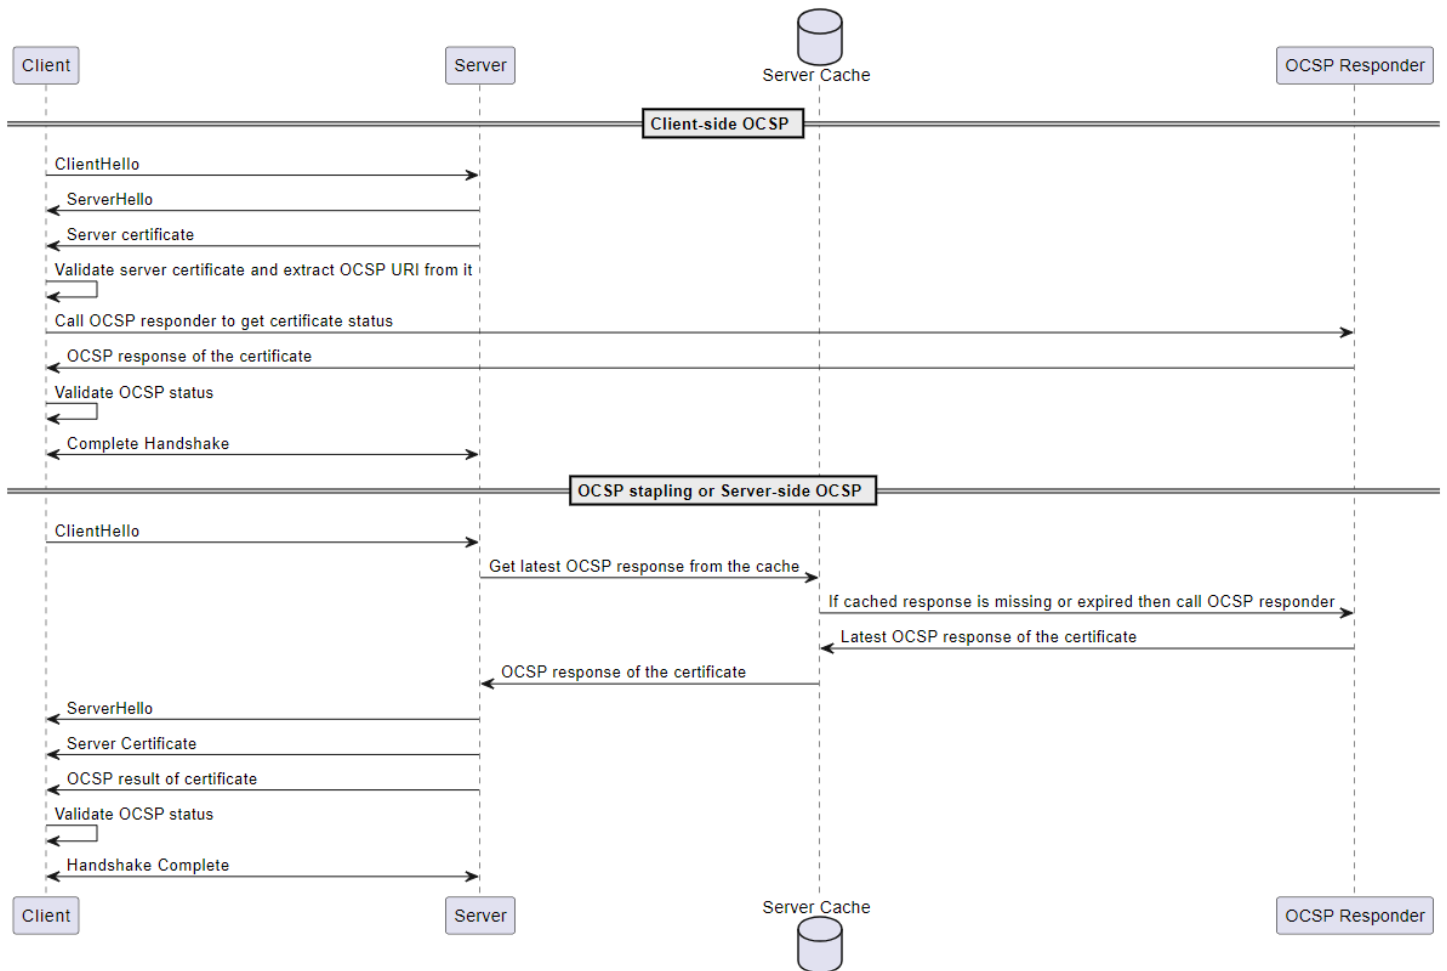 Client
Server
Server Cache
OCSP Responder
Client-side OCSP
ClientHello
ServerHello
Server certificate
Validate server certificate and extract OCSP URI from it
Call OCSP responder to get certificate status
OCSP response of the certificate
Validate OCSP status
Complete Handshake
OCSP stapling or Server-side OCSP
ClientHello
Get latest OCSP response from the cache
If cached response is missing or expired then call OCSP responder
Latest OCSP response of the certificate
OCSP response of the certificate
ServerHello
Server Certificate
OCSP result of certificate
Validate OCSP status
Handshake Complete
Client
Server
Server Cache
OCSP Responder